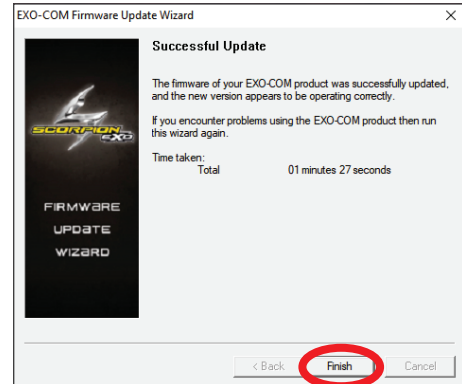 EXO-COM Firmware Update Wizard
Successful Update
The firmware of your EXO-COM product was successfully updated,
and the new version appears to be operating correctly.
If you encounter problems using the EXO-COM product then run
this wizard again.
Time taken:
Total 01 minutes 27 seconds
SCORPION
EXO
FIRMWARE
UPDATE
WIZARD
< Back Finish Cancel